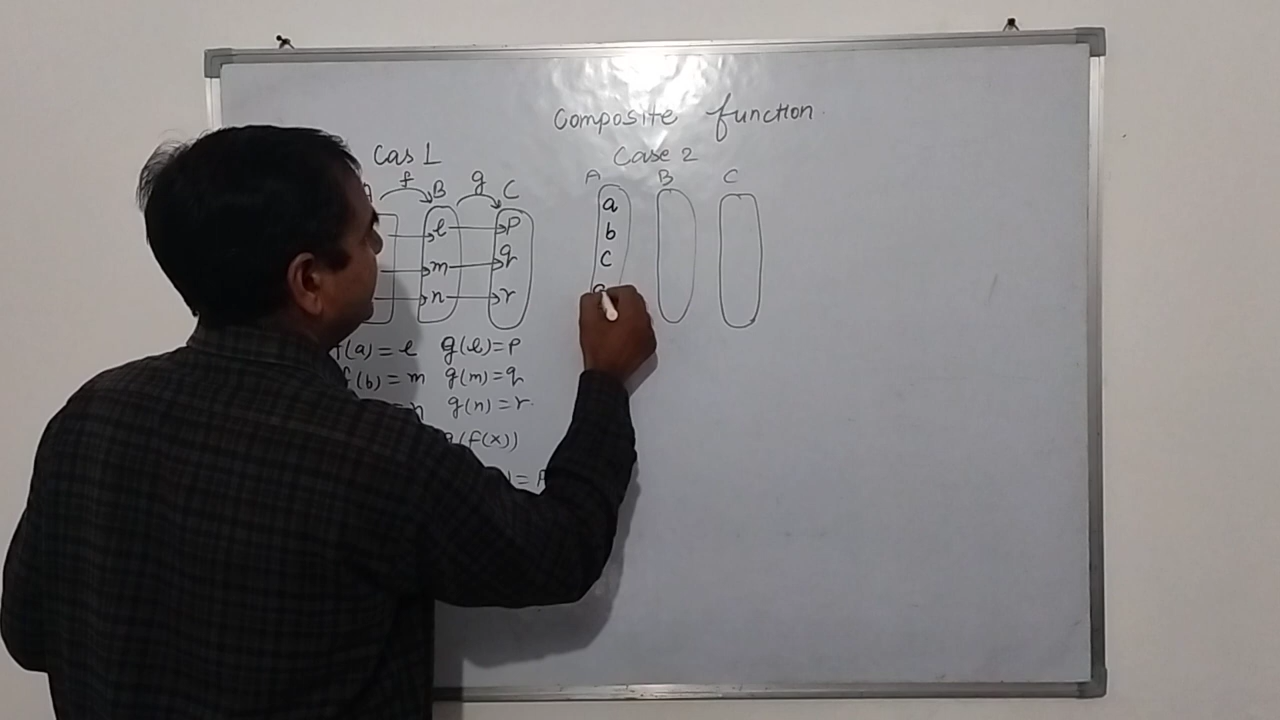 Composite function.
Cas 1
Case 2
f g
B C
l p
m q
n r
f(a) = l g(l) = p
f(b) = m g(m) = q
= n g(n) = r.
g(f(x))
= p
A B C
a
b
c